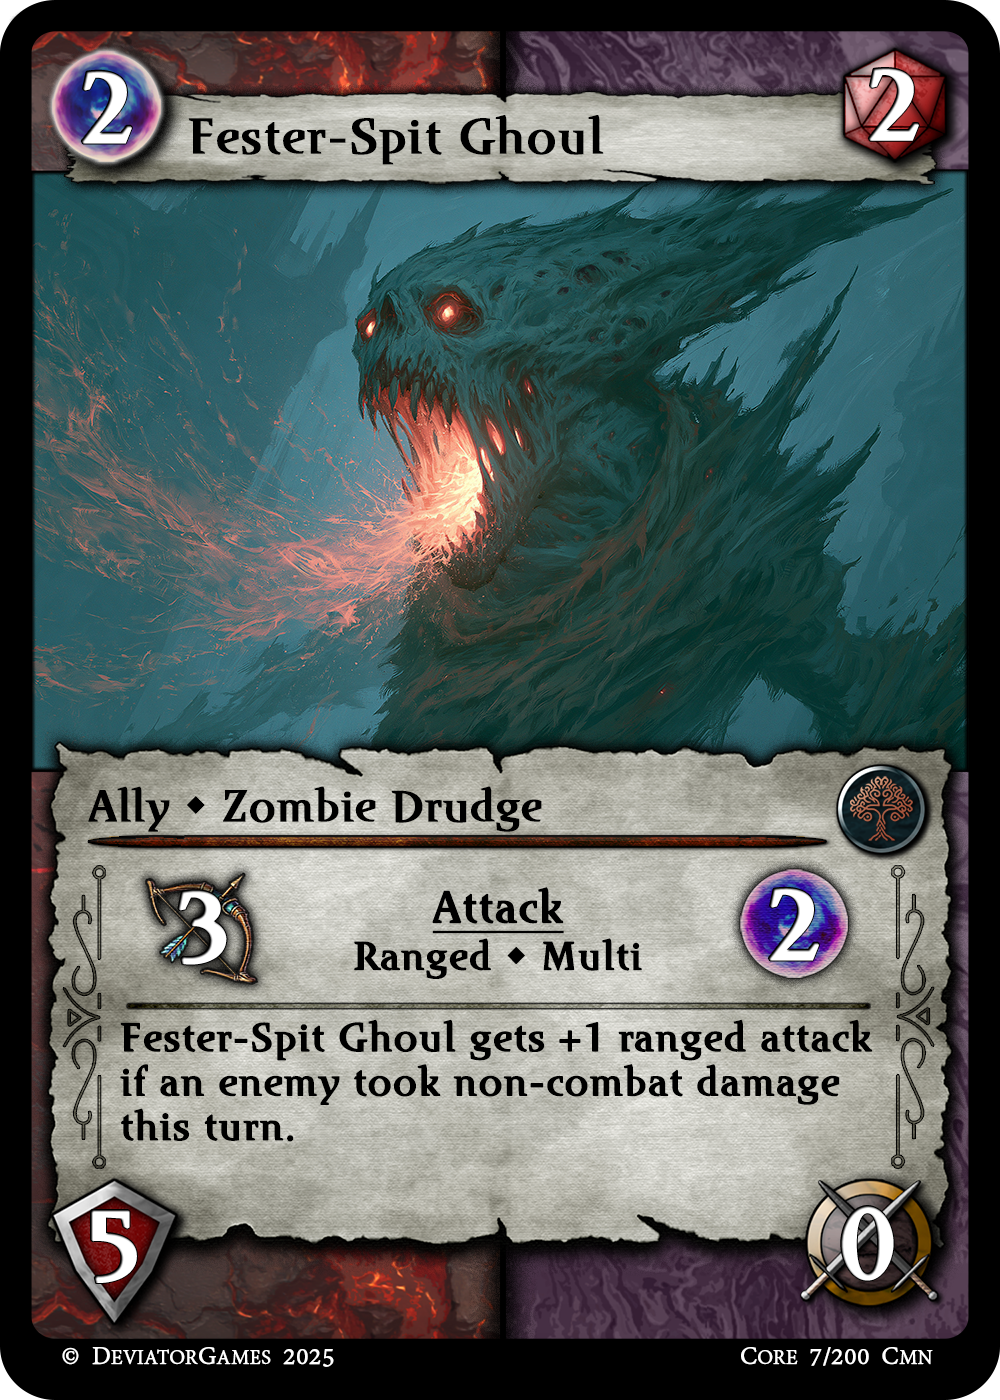 2
Fester-Spit Ghoul
2
Ally ◆ Zombie Drudge
3
Attack
Ranged ◆ Multi
2
Fester-Spit Ghoul gets +1 ranged attack
if an enemy took non-combat damage
this turn.
5
0
© DeviatorGames 2025
Core 7/200 Cmn